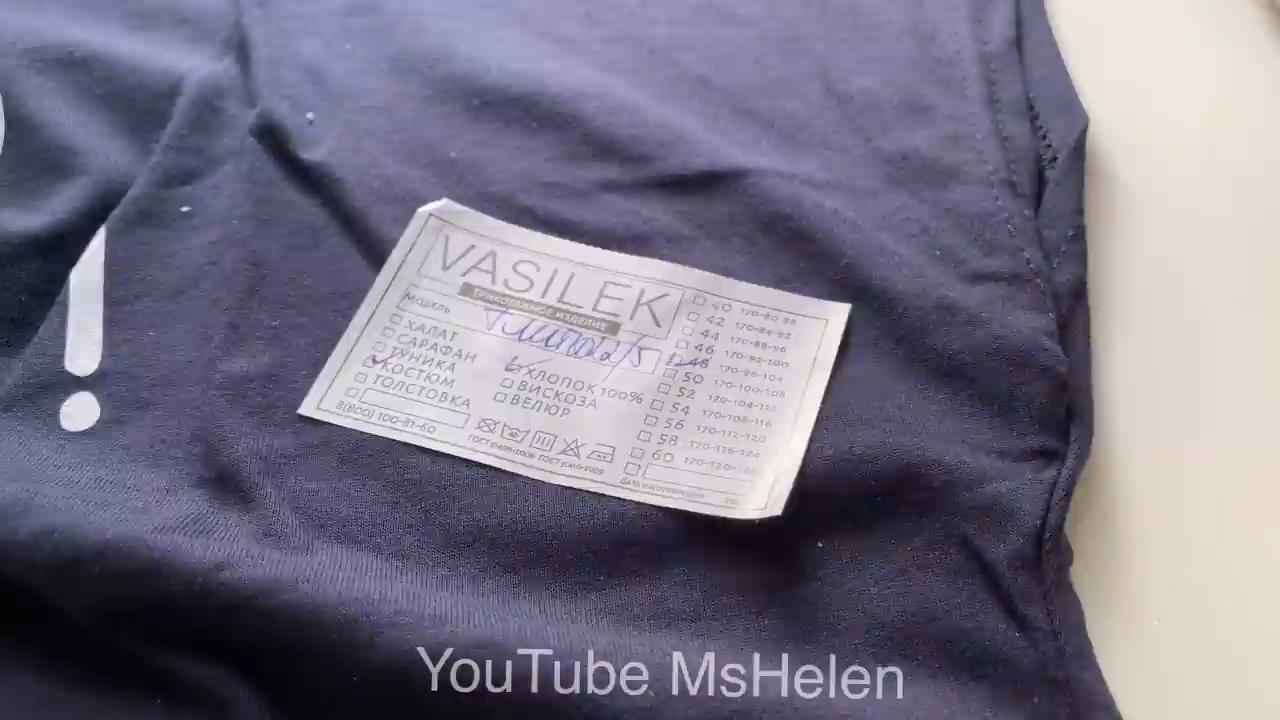 VASILEK
ТРИКОТАЖНОЕ ИЗДЕЛИЕ
МОДЕЛЬ
ХАЛАТ
САРАФАН
ТУНИКА
КОСТЮМ
ТОЛСТОВКА
8(800) 100-81-60
ХЛОПОК 100%
ВИСКОЗА
ВЕЛЮР
40 170-80-88
42 170-84-92
44 170-88-96
46 170-92-100
48 170-96-104
50 170-100-108
52 170-104-112
54 170-108-116
56 170-112-120
58 170-116-124
60 170-120-128
ДАТА ИЗГОТОВЛЕНИЯ
!
YouTube MsHelen